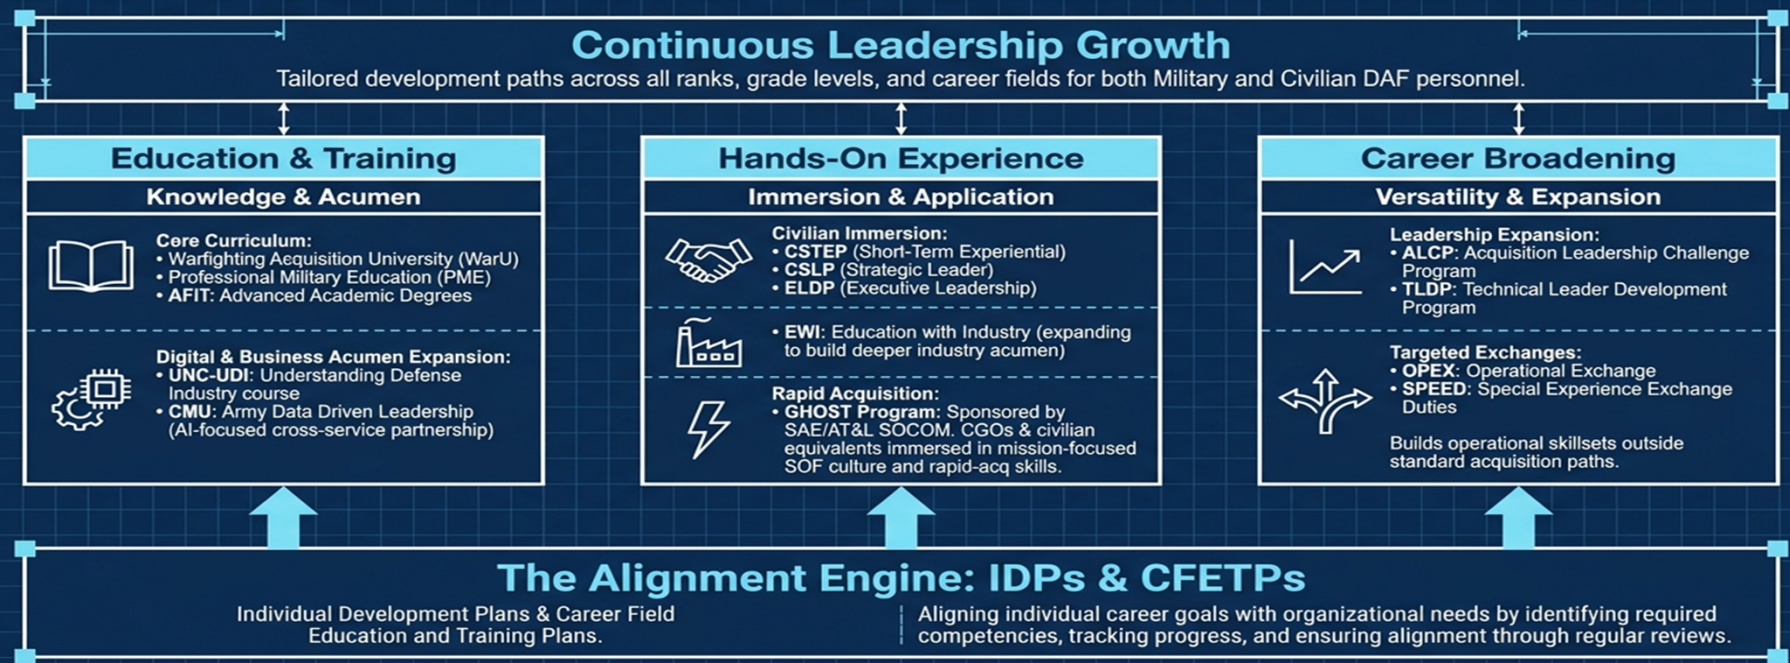 Continuous Leadership Growth
Tailored development paths across all ranks, grade levels, and career fields for both Military and Civilian DAF personnel.
Education & Training
Knowledge & Acumen
Core Curriculum:
• Warfighting Acquisition University (WarU)
• Professional Military Education (PME)
• AFIT: Advanced Academic Degrees
Digital & Business Acumen Expansion:
• UNC-UDI: Understanding Defense
Industry course
• CMU: Army Data Driven Leadership
(AI-focused cross-service partnership)
Hands-On Experience
Immersion & Application
Civilian Immersion:
• CSTEP (Short-Term Experiential)
• CSLP (Strategic Leader)
• ELDP (Executive Leadership)
• EWI: Education with Industry (expanding
to build deeper industry acumen)
Rapid Acquisition:
• GHOST Program: Sponsored by
SAE/AT&L SOCOM. CGOs & civilian
equivalents immersed in mission-focused
SOF culture and rapid-acq skills.
Career Broadening
Versatility & Expansion
Leadership Expansion:
• ALCP: Acquisition Leadership Challenge
Program
• TLDP: Technical Leader Development
Program
Targeted Exchanges:
• OPEX: Operational Exchange
• SPEED: Special Experience Exchange
Duties
Builds operational skillsets outside
standard acquisition paths.
The Alignment Engine: IDPs & CFETPs
Individual Development Plans & Career Field
Education and Training Plans.
Aligning individual career goals with organizational needs by identifying required
competencies, tracking progress, and ensuring alignment through regular reviews.